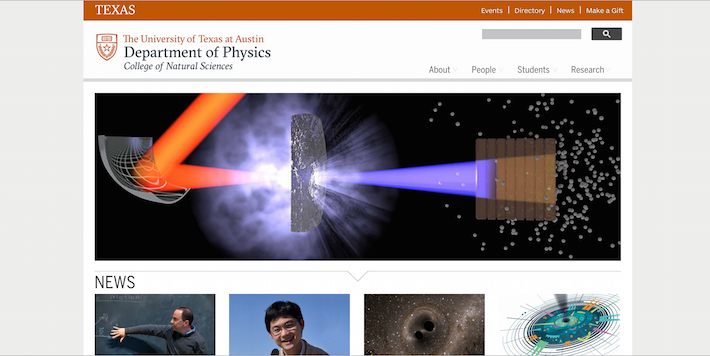 TEXAS
Events | Directory | News | Make a Gift
The University of Texas at Austin
Department of Physics
College of Natural Sciences
About People Students Research
NEWS